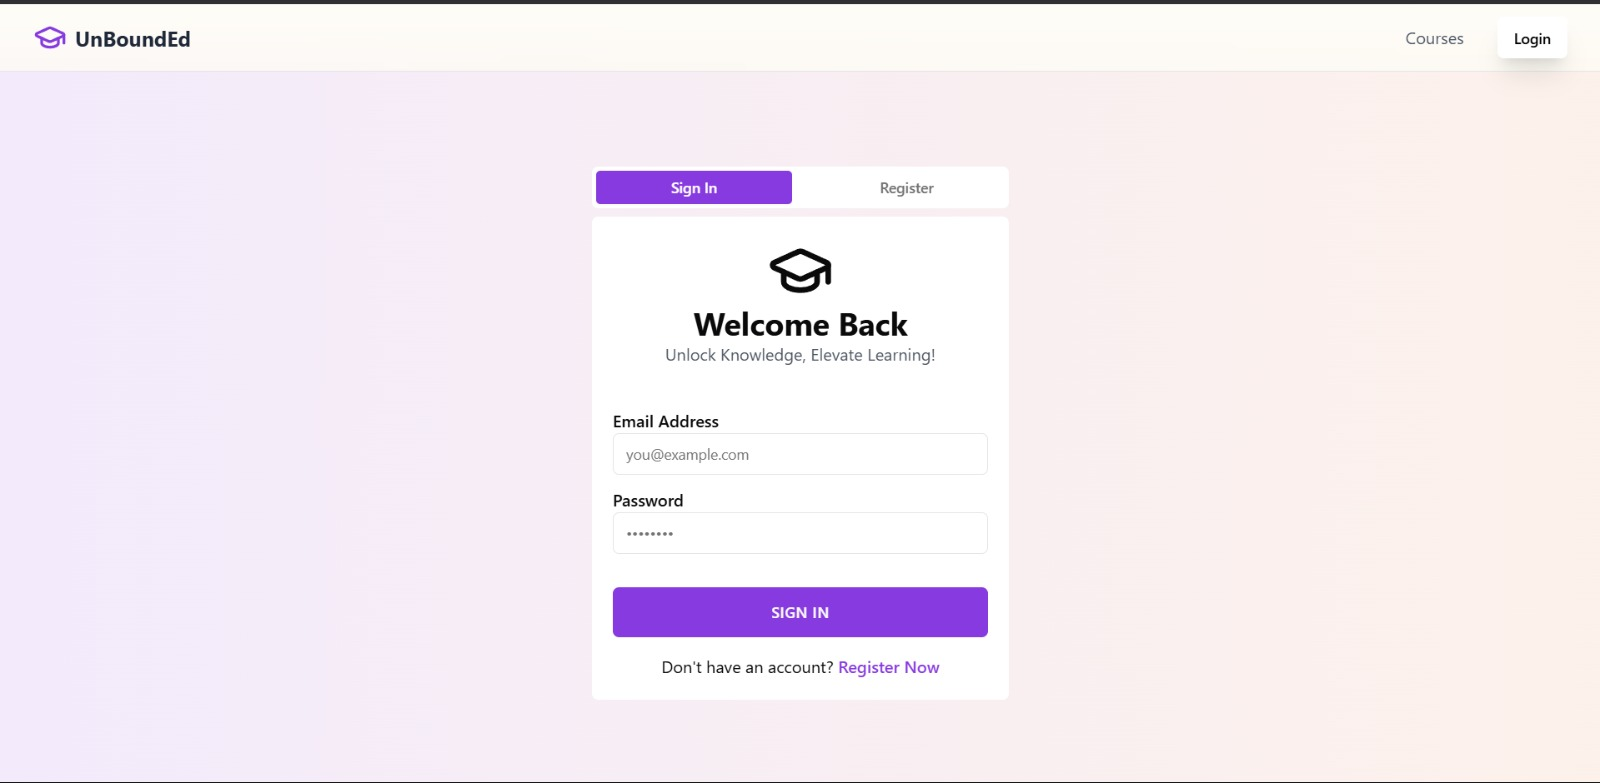 UnBoundEd
Courses
Login
Sign In
Register
Welcome Back
Unlock Knowledge, Elevate Learning!
Email Address
you@example.com
Password
••••••••
SIGN IN
Don't have an account? Register Now